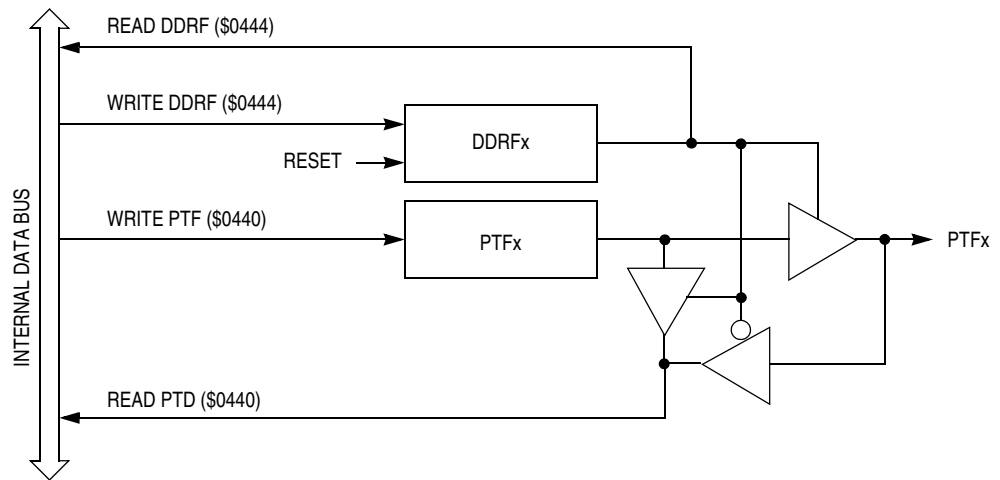 READ DDRF ($0444)
WRITE DDRF ($0444)
DDRFx
RESET
INTERNAL DATA BUS
WRITE PTF ($0440)
PTFx
PTFx
READ PTD ($0440)